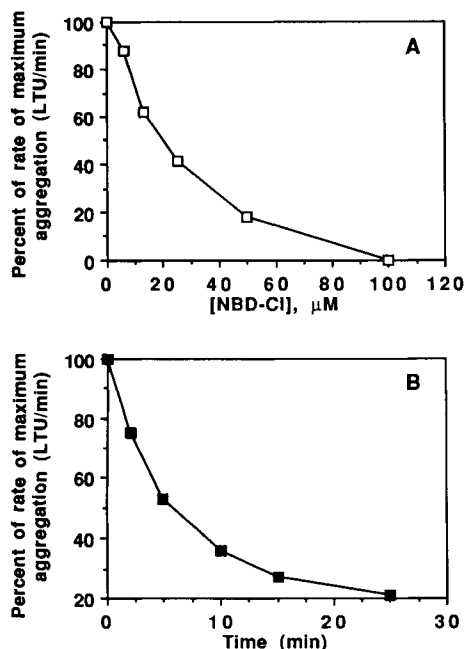 A
Percent of rate of maximum
aggregation (LTU/min)
100
80
60
40
20
0
0 20 40 60 80 100 120
[NBD-Cl], μM
B
Percent of rate of maximum
aggregation (LTU/min)
100
80
60
40
20
0 10 20 30
Time (min)